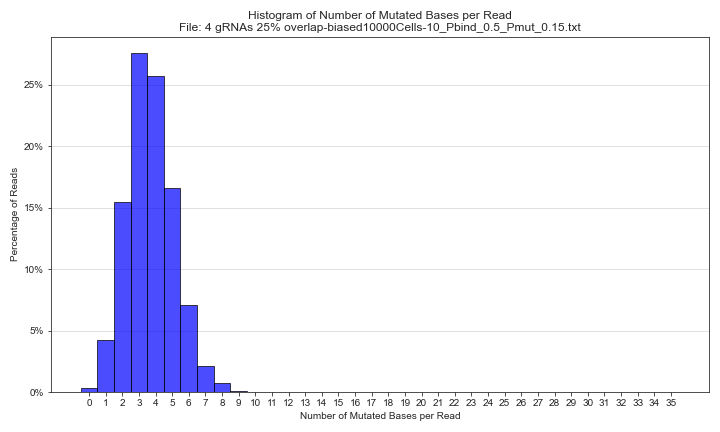 Histogram of Number of Mutated Bases per Read
File: 4 gRNAs 25% overlap-biased10000Cells-10_Pbind_0.5_Pmut_0.15.txt
Percentage of Reads
25%
20%
15%
10%
5%
0%
0 1 2 3 4 5 6 7 8 9 10 11 12 13 14 15 16 17 18 19 20 21 22 23 24 25 26 27 28 29 30 31 32 33 34 35
Number of Mutated Bases per Read